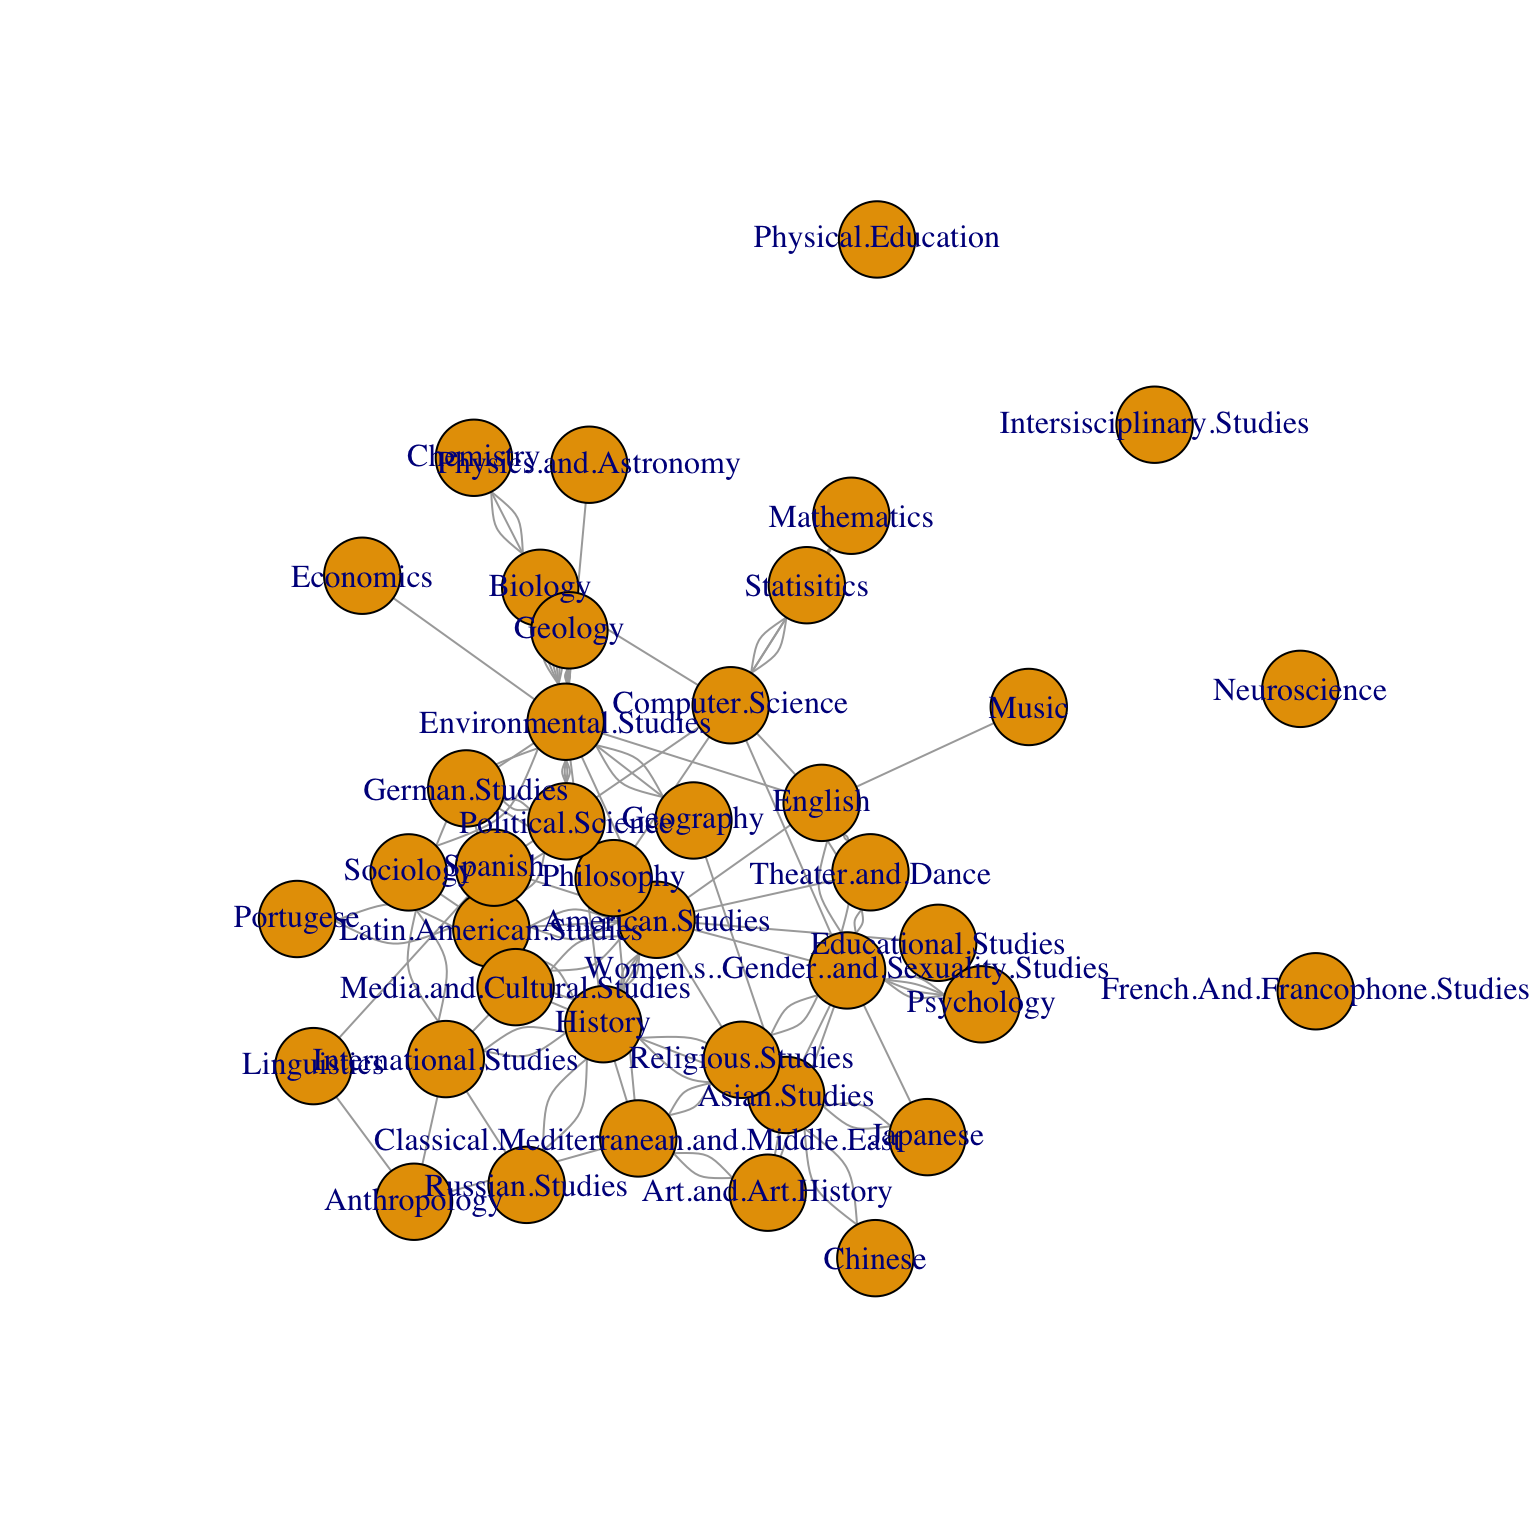 Physical.Education
Intersisciplinary.Studies
Chemistry
Physics.and.Astronomy
Mathematics
Economics
Biology
Statisitics
Geology
Neuroscience
Computer.Science
Music
Environmental.Studies
German.Studies
English
Political.Science
Geography
Sociology
Spanish
Philosophy
Theater.and.Dance
Portugese
Latin.American.Studies
American.Studies
Educational.Studies
Women.s..Gender..and.Sexuality.Studies
Media.and.Cultural.Studies
French.And.Francophone.Studies
Psychology
History
Linguistics
International.Studies
Religious.Studies
Asian.Studies
Classical.Mediterranean.and.Middle.East
Japanese
Anthropology
Russian.Studies
Art.and.Art.History
Chinese